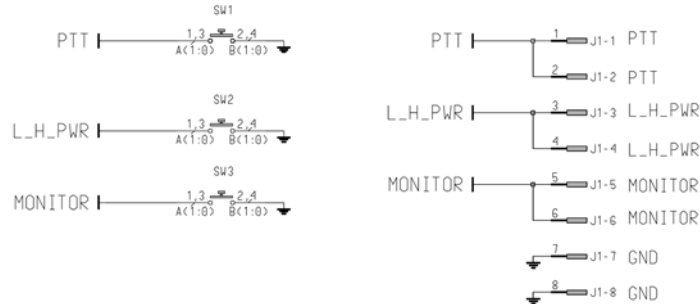 SW1
PTT 1,3 2,4
A(1:0) B(1:0)
SW2
L_H_PWR 1,3 2,4
A(1:0) B(1:0)
SW3
MONITOR 1,3 2,4
A(1:0) B(1:0)
PTT 1 J1-1 PTT
2 J1-2 PTT
L_H_PWR 3 J1-3 L_H_PWR
4 J1-4 L_H_PWR
MONITOR 5 J1-5 MONITOR
6 J1-6 MONITOR
7 J1-7 GND
8 J1-8 GND